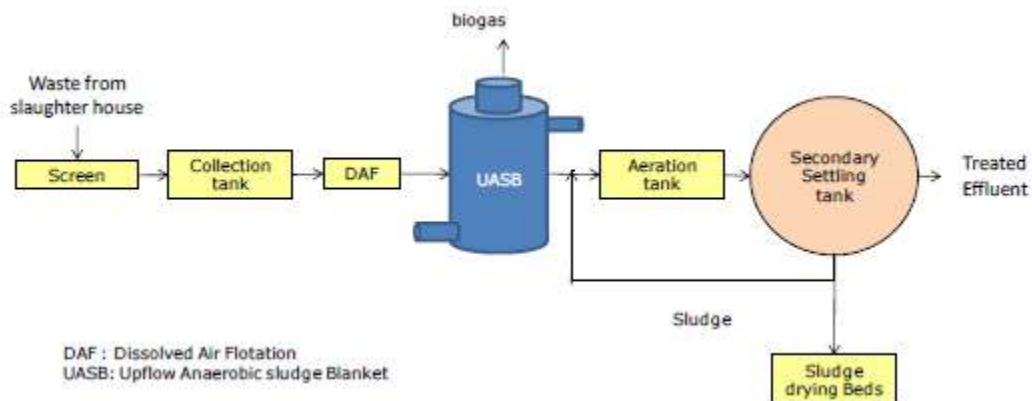 biogas
Waste from
slaughter house
Screen
Collection
tank
DAF
UASB
Aeration
tank
Secondary
Settling
tank
Treated
Effluent
Sludge
Sludge
drying Beds
DAF : Dissolved Air Flotation
UASB: Upflow Anaerobic sludge Blanket